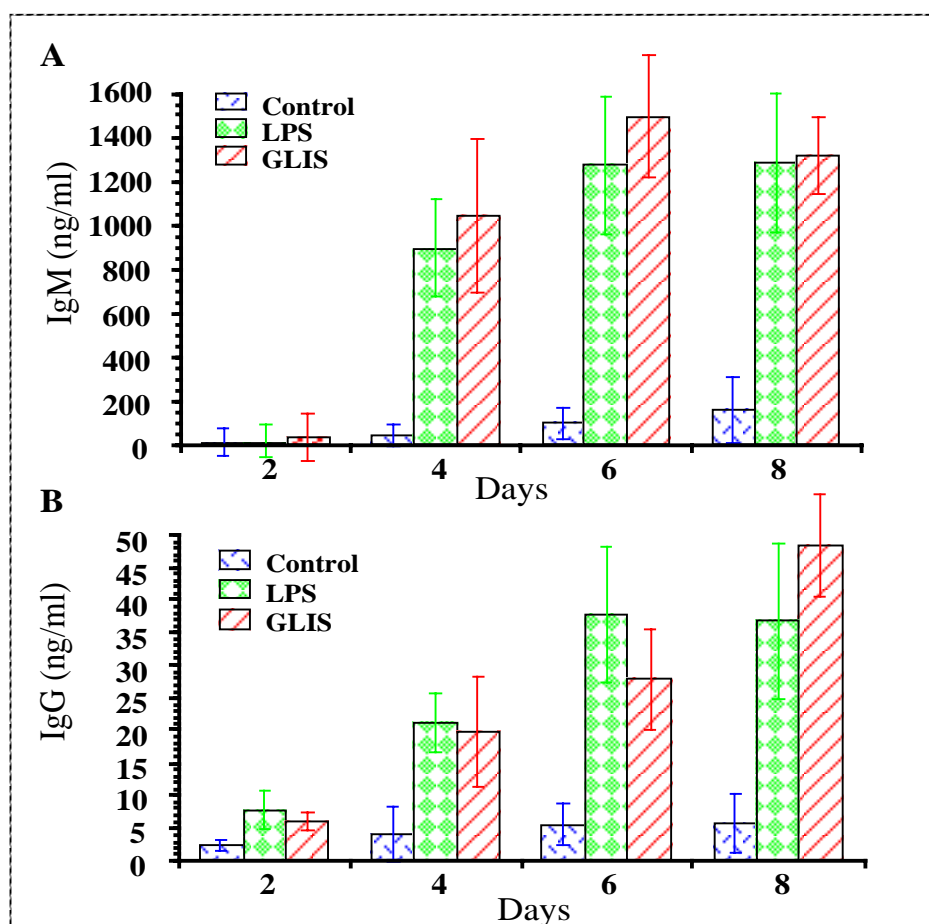 A
IgM (ng/ml)
1600
1400
1200
1000
800
600
400
200
0
Control
LPS
GLIS
2 4 6 8
Days
B
IgG (ng/ml)
50
45
40
35
30
25
20
15
10
5
0
Control
LPS
GLIS
2 4 6 8
Days